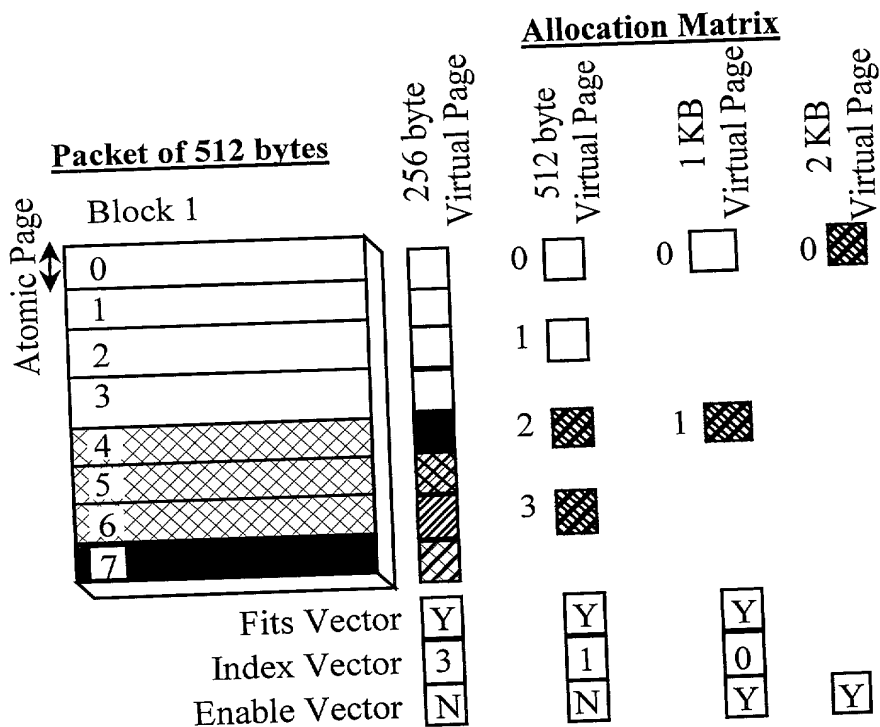 Allocation Matrix
Packet of 512 bytes
256 byte
Virtual Page
512 byte
Virtual Page
1 KB
Virtual Page
2 KB
Virtual Page
Block 1
Atomic Page
0
1
2
3
4
5
6
7
0
1
2
3
0
1
0
Fits Vector Y Y Y
Index Vector 3 1 0
Enable Vector N N Y Y